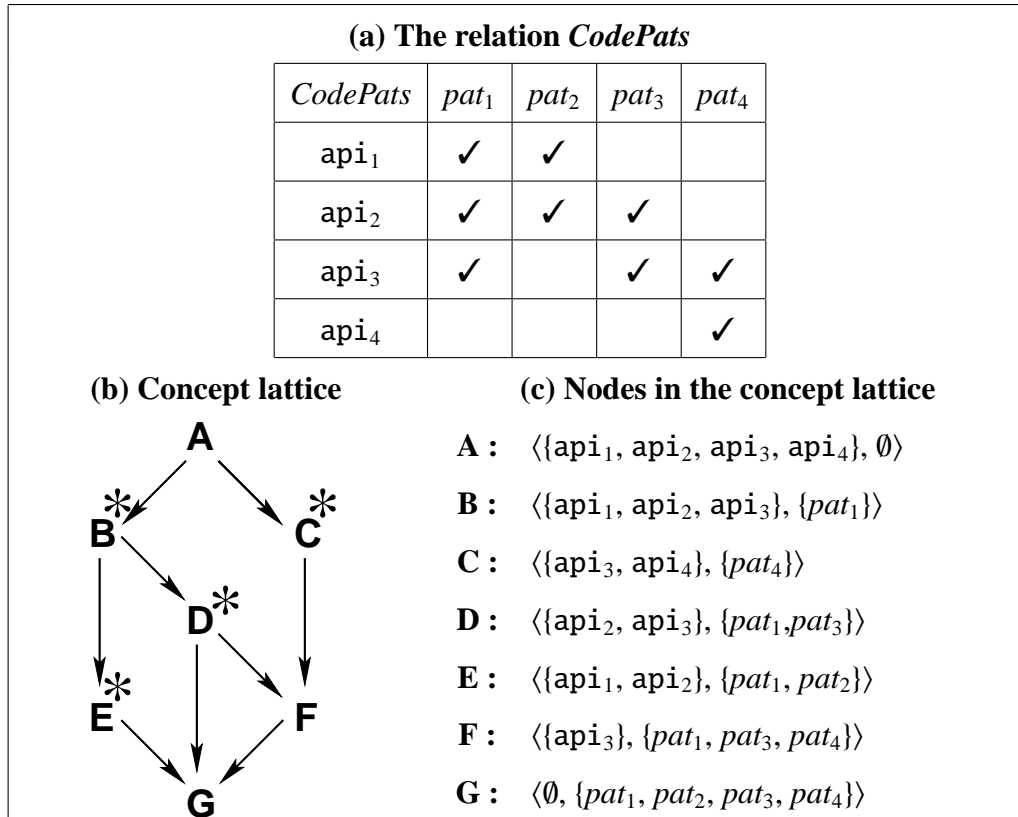 (a) The relation CodePats
CodePats pat₁ pat₂ pat₃ pat₄
api₁ ✓ ✓
api₂ ✓ ✓ ✓
api₃ ✓ ✓ ✓
api₄ ✓
(b) Concept lattice
A
B* C*
D*
E* F
G
(c) Nodes in the concept lattice
A : ⟨{api₁, api₂, api₃, api₄}, ∅⟩
B : ⟨{api₁, api₂, api₃}, {pat₁}⟩
C : ⟨{api₃, api₄}, {pat₄}⟩
D : ⟨{api₂, api₃}, {pat₁,pat₃}⟩
E : ⟨{api₁, api₂}, {pat₁, pat₂}⟩
F : ⟨{api₃}, {pat₁, pat₃, pat₄}⟩
G : ⟨∅, {pat₁, pat₂, pat₃, pat₄}⟩